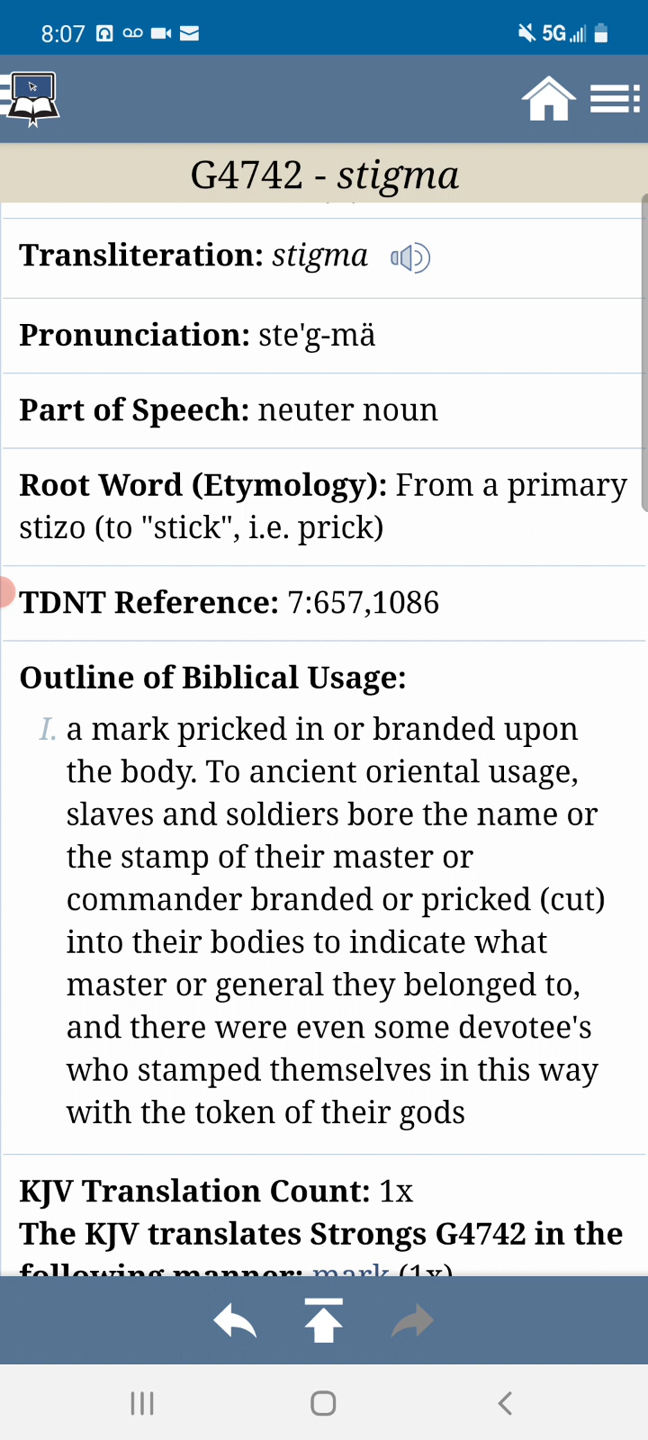 8:07 5G
G4742 - stigma
Transliteration: stigma
Pronunciation: ste'g-mä
Part of Speech: neuter noun
Root Word (Etymology): From a primary
stizo (to "stick", i.e. prick)
TDNT Reference: 7:657,1086
Outline of Biblical Usage:
I. a mark pricked in or branded upon
the body. To ancient oriental usage,
slaves and soldiers bore the name or
the stamp of their master or
commander branded or pricked (cut)
into their bodies to indicate what
master or general they belonged to,
and there were even some devotee's
who stamped themselves in this way
with the token of their gods
KJV Translation Count: 1x
The KJV translates Strongs G4742 in the
following manner: mark (1x)